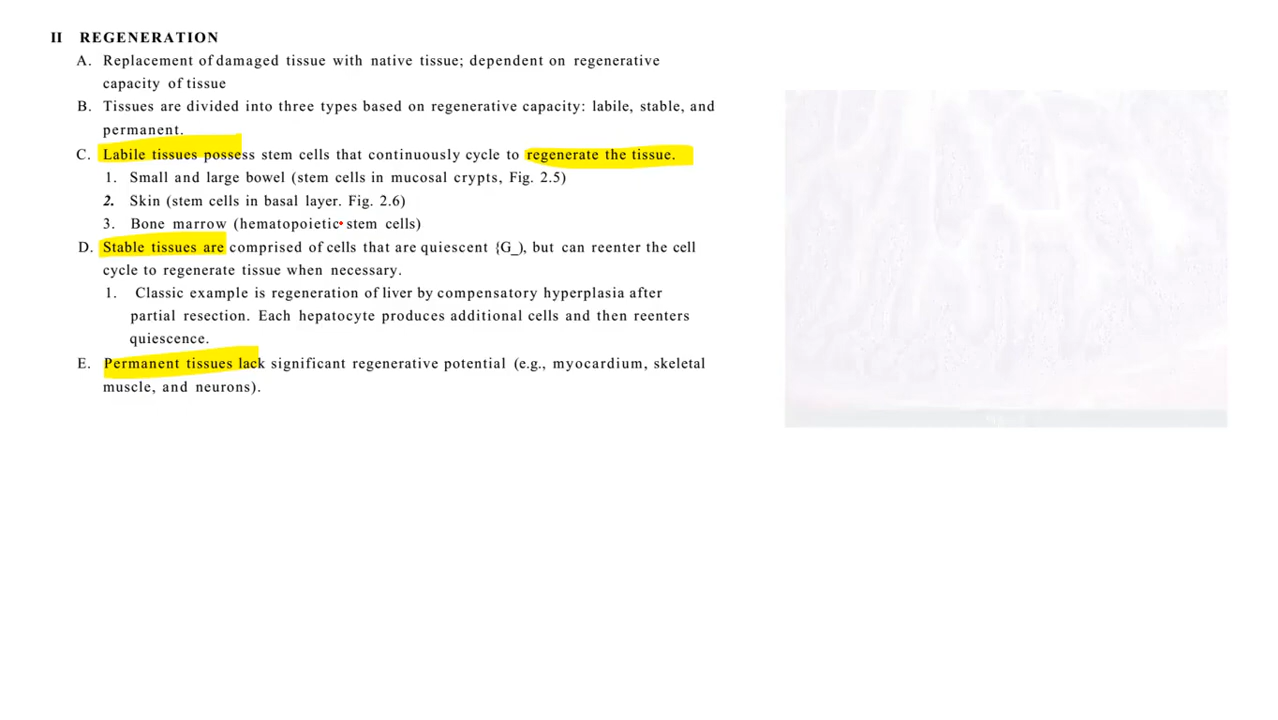 II REGENERATION
A. Replacement of damaged tissue with native tissue; dependent on regenerative
capacity of tissue
B. Tissues are divided into three types based on regenerative capacity: labile, stable, and
permanent.
C. Labile tissues possess stem cells that continuously cycle to regenerate the tissue.
1. Small and large bowel (stem cells in mucosal crypts, Fig. 2.5)
2. Skin (stem cells in basal layer. Fig. 2.6)
3. Bone marrow (hematopoietic stem cells)
D. Stable tissues are comprised of cells that are quiescent {G_), but can reenter the cell
cycle to regenerate tissue when necessary.
1. Classic example is regeneration of liver by compensatory hyperplasia after
partial resection. Each hepatocyte produces additional cells and then reenters
quiescence.
E. Permanent tissues lack significant regenerative potential (e.g., myocardium, skeletal
muscle, and neurons).